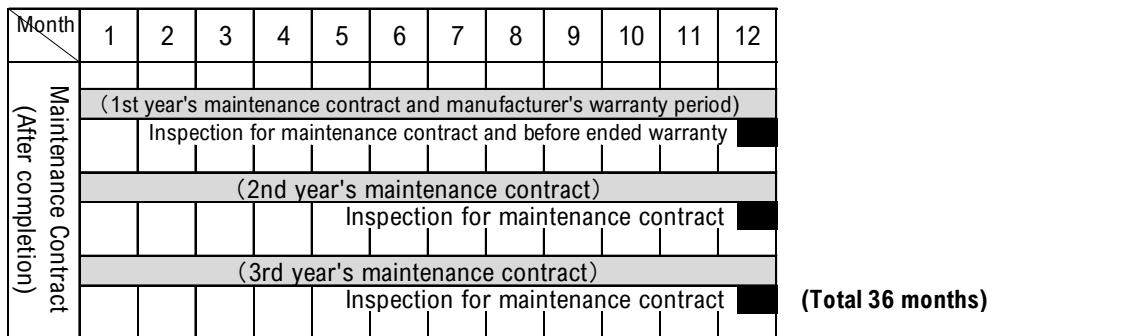 Month 1 2 3 4 5 6 7 8 9 10 11 12
Maintenance Contract
(After completion)
（1st year's maintenance contract and manufacturer's warranty period)
Inspection for maintenance contract and before ended warranty
（2nd year's maintenance contract）
Inspection for maintenance contract
（3rd year's maintenance contract）
Inspection for maintenance contract
(Total 36 months)